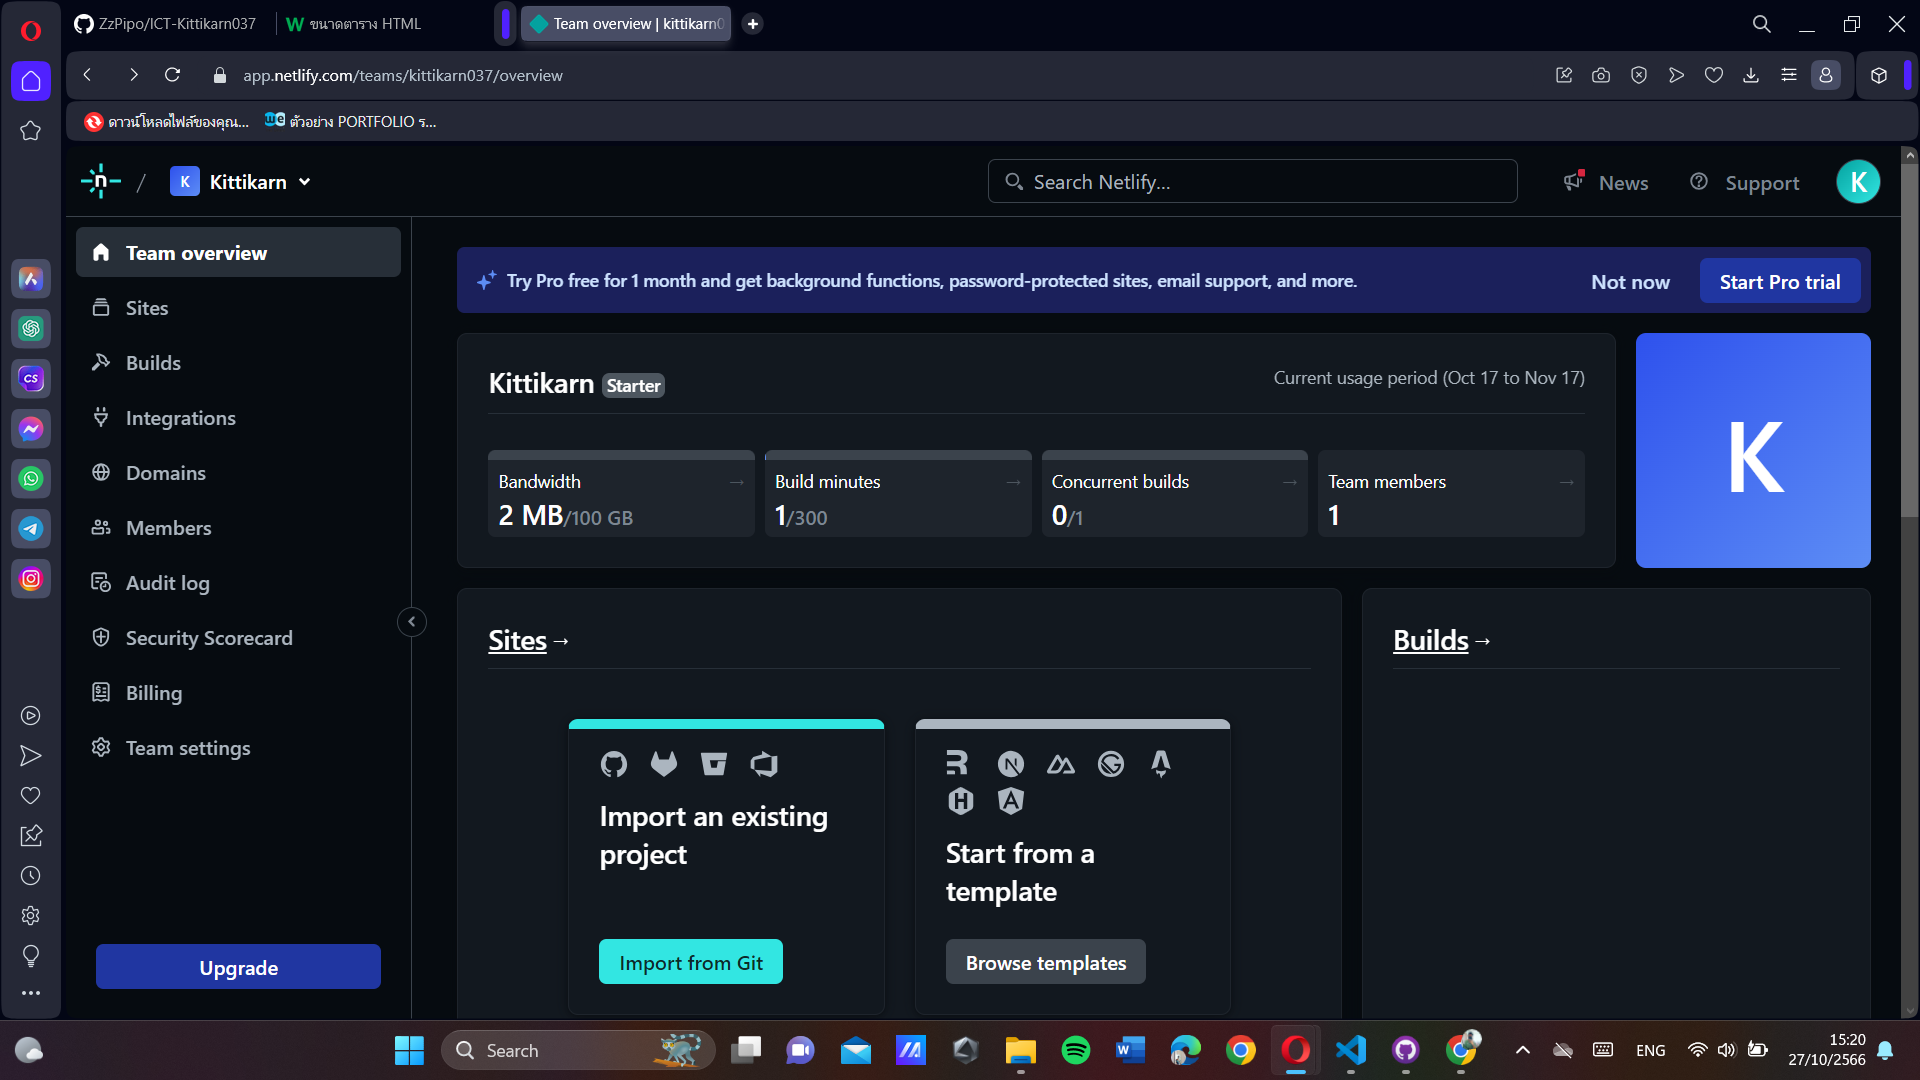 ZzPipo/ICT-Kittikarn037
ขนาดตาราง HTML
Team overview | kittikarn0
app.netlify.com/teams/kittikarn037/overview
ดาวน์โหลดไฟล์ของคุณ...
ตัวอย่าง PORTFOLIO ร...
Kittikarn
Search Netlify...
News
Support
K
Team overview
Sites
Builds
Integrations
Domains
Members
Audit log
Security Scorecard
Billing
Team settings
Upgrade
Try Pro free for 1 month and get background functions, password-protected sites, email support, and more.
Not now
Start Pro trial
Kittikarn Starter
Current usage period (Oct 17 to Nov 17)
Bandwidth →
2 MB/100 GB
Build minutes →
1/300
Concurrent builds →
0/1
Team members →
1
K
Sites →
Builds →
Import an existing
project
Import from Git
Start from a
template
Browse templates
Search
ENG
15:20
27/10/2566